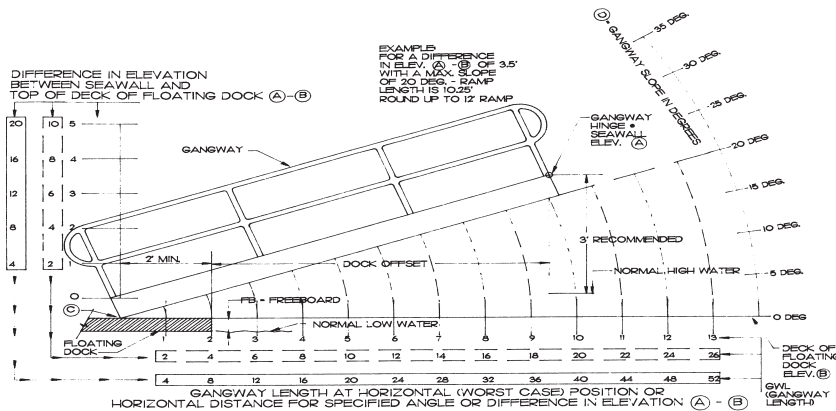 DIFFERENCE IN ELEVATION
BETWEEN SEAWALL AND
TOP OF DECK OF FLOATING DOCK Ⓐ-Ⓑ
EXAMPLE:
FOR A DIFFERENCE
IN ELEV. Ⓐ - Ⓑ OF 3.5'
WITH A MAX. SLOPE
OF 20 DEG. - RAMP
LENGTH IS 10.25'
ROUND UP TO 12' RAMP
Ⓓ • GANGWAY SLOPE IN DEGREES
35 DEG.
30 DEG.
25 DEG.
20 DEG.
15 DEG.
10 DEG.
5 DEG.
0 DEG
20 10 5
16 8 4
12 6 3
8 4 2
4 2 1
0
GANGWAY
GANGWAY
HINGE •
SEAWALL
ELEV. Ⓐ
2' MIN.
DOCK OFFSET
3' RECOMMENDED
NORMAL HIGH WATER
Ⓒ
FB - FREEBOARD
NORMAL LOW WATER
FLOATING
DOCK
1 2 3 4 5 6 7 8 9 10 11 12 13
2 4 6 8 10 12 14 16 18 20 22 24 26
4 8 12 16 20 24 28 32 36 40 44 48 52
DECK OF
FLOATING
DOCK
ELEV. Ⓑ
GWL
(GANGWAY
LENGTH)
GANGWAY LENGTH AT HORIZONTAL (WORST CASE) POSITION OR
HORIZONTAL DISTANCE FOR SPECIFIED ANGLE OR DIFFERENCE IN ELEVATION Ⓐ - Ⓑ